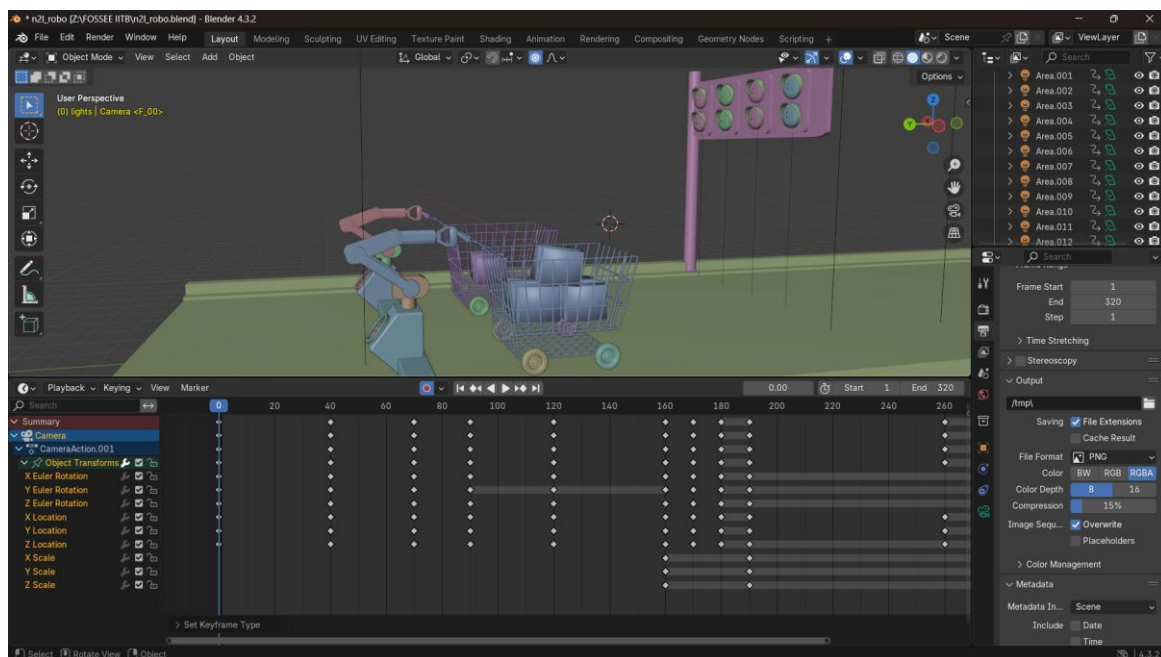 * n2l_robo [Z:\FOSSEE IITB\n2l_robo.blend] - Blender 4.3.2
File Edit Render Window Help Layout Modeling Sculpting UV Editing Texture Paint Shading Animation Rendering Compositing Geometry Nodes Scripting + Scene ViewLayer
Object Mode View Select Add Object Global Search
Options
User Perspective
(0) lights | Camera <F_00>
Z
Y
Area.001
Area.002
Area.003
Area.004
Area.005
Area.006
Area.007
Area.008
Area.009
Area.010
Area.011
Area.012
Search
Frame Start 1
End 320
Step 1
Time Stretching
Stereoscopy
Output
/tmp\
Saving File Extensions
Cache Result
File Format PNG
Color BW RGB RGBA
Color Depth 8 16
Compression 15%
Image Sequ... Overwrite
Placeholders
Color Management
Metadata
Metadata In... Scene
Include Date
Time
Playback Keying View Marker 0.00 Start 1 End 320
Search 0 20 40 60 80 100 120 140 160 180 200 220 240 260
Summary
Camera
CameraAction.001
Object Transforms
X Euler Rotation
Y Euler Rotation
Z Euler Rotation
X Location
Y Location
Z Location
X Scale
Y Scale
Z Scale
Set Keyframe Type
Select Rotate View Object 4.3.2